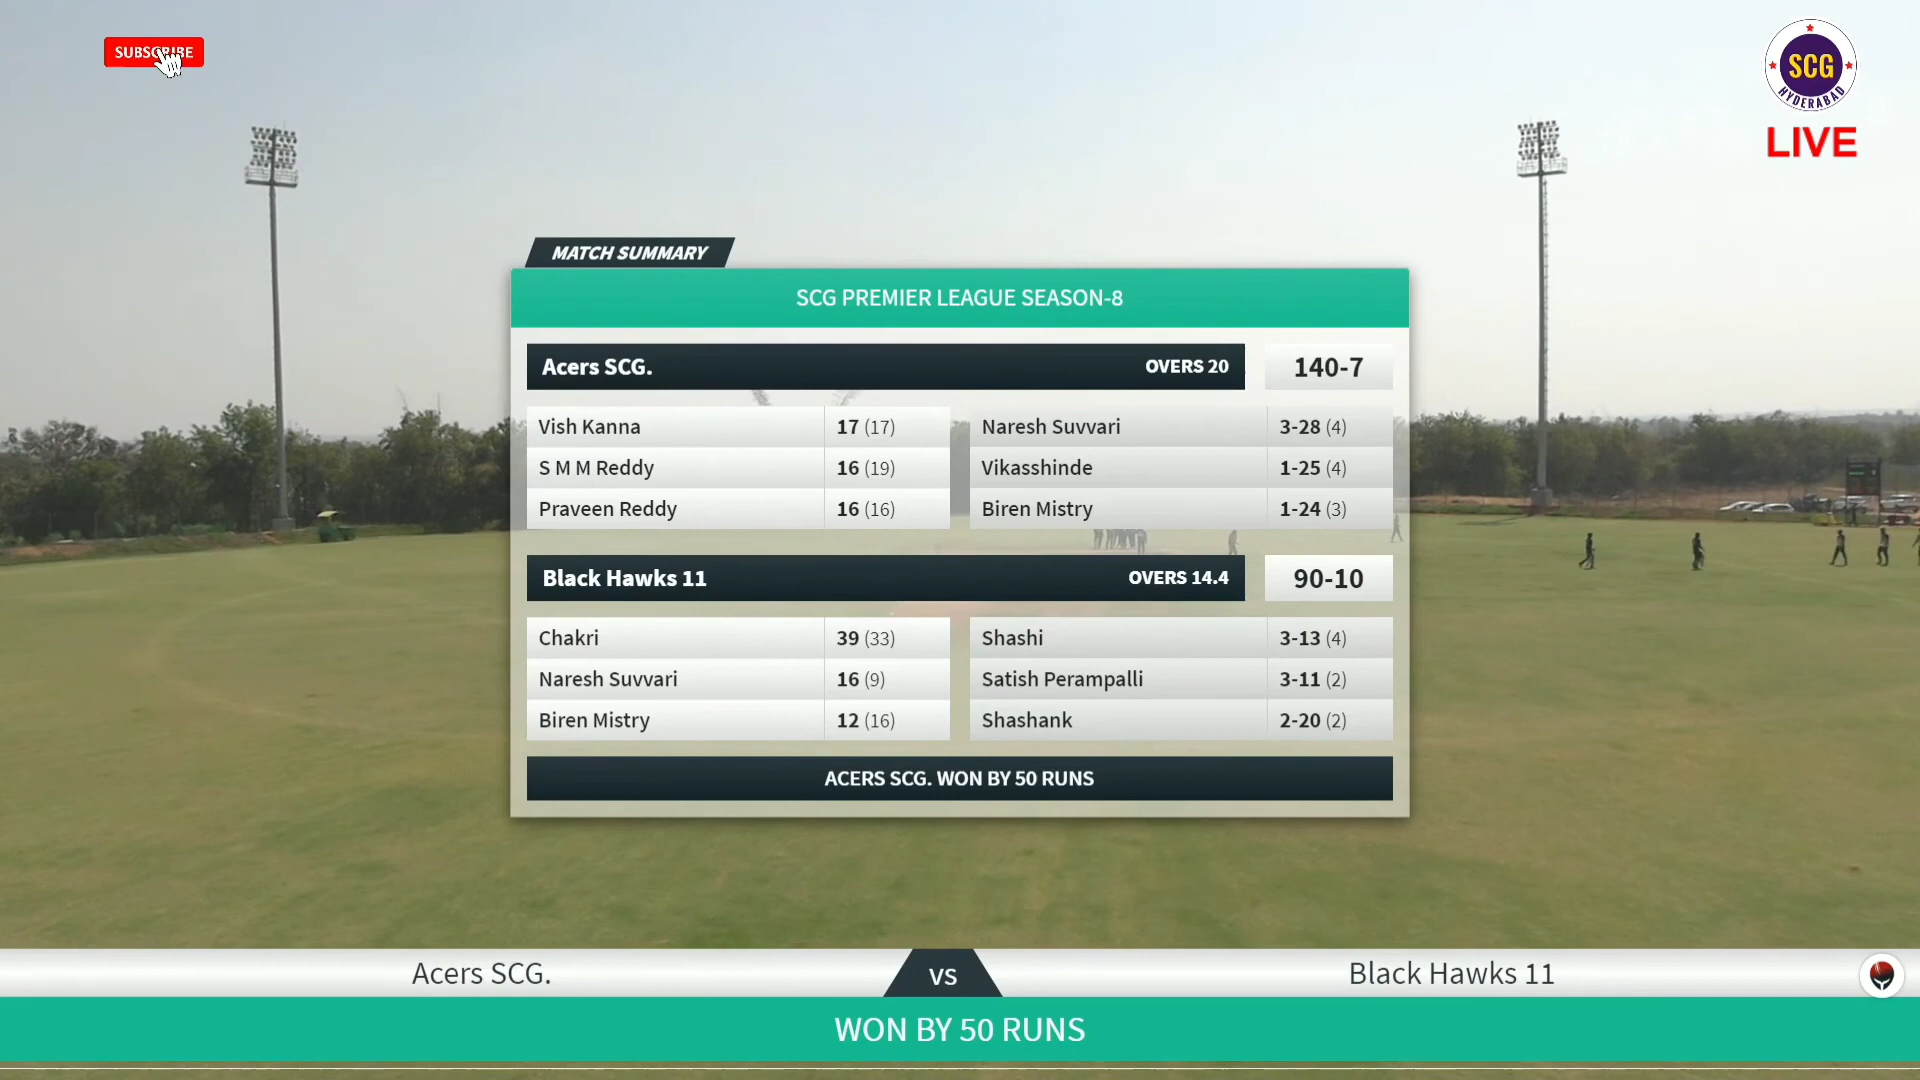 SUBSCRIBE
SCG
HYDERABAD
LIVE
MATCH SUMMARY
SCG PREMIER LEAGUE SEASON-8
Acers SCG. OVERS 20 140-7
Vish Kanna 17 (17) Naresh Suvvari 3-28 (4)
S M M Reddy 16 (19) Vikasshinde 1-25 (4)
Praveen Reddy 16 (16) Biren Mistry 1-24 (3)
Black Hawks 11 OVERS 14.4 90-10
Chakri 39 (33) Shashi 3-13 (4)
Naresh Suvvari 16 (9) Satish Perampalli 3-11 (2)
Biren Mistry 12 (16) Shashank 2-20 (2)
ACERS SCG. WON BY 50 RUNS
Acers SCG. VS Black Hawks 11
WON BY 50 RUNS